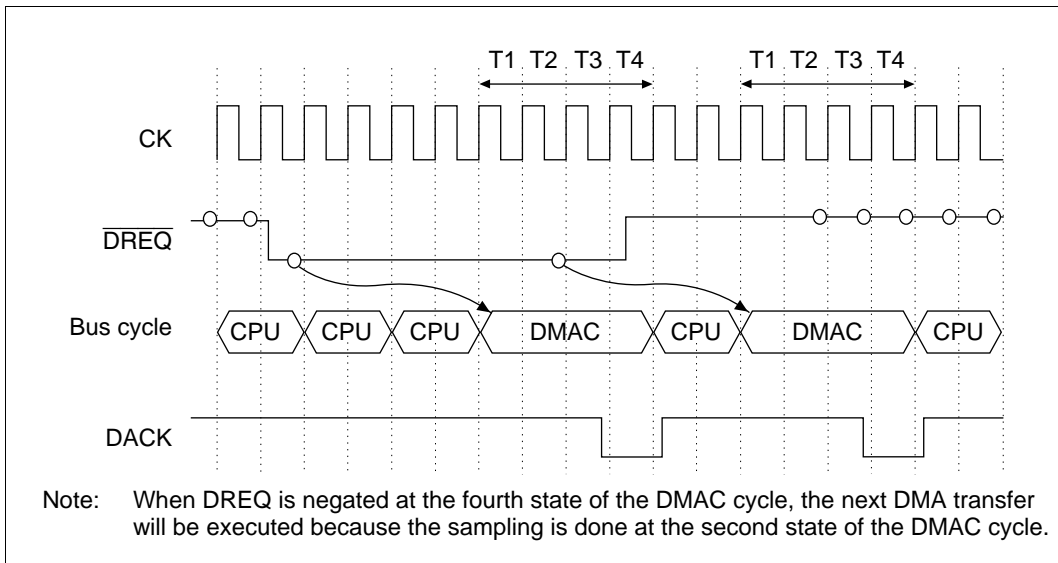 T1 T2 T3 T4 T1 T2 T3 T4
CK
DREQ
Bus cycle CPU CPU CPU DMAC CPU DMAC CPU
DACK
Note: When DREQ is negated at the fourth state of the DMAC cycle, the next DMA transfer
will be executed because the sampling is done at the second state of the DMAC cycle.